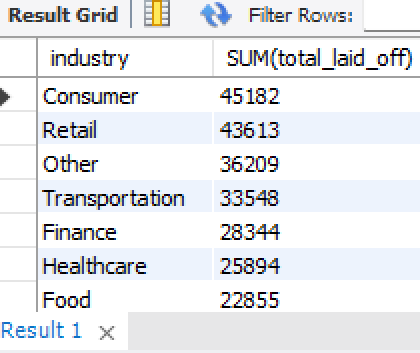 Result Grid Filter Rows:
industry SUM(total_laid_off)
Consumer 45182
Retail 43613
Other 36209
Transportation 33548
Finance 28344
Healthcare 25894
Food 22855
Result 1 ×